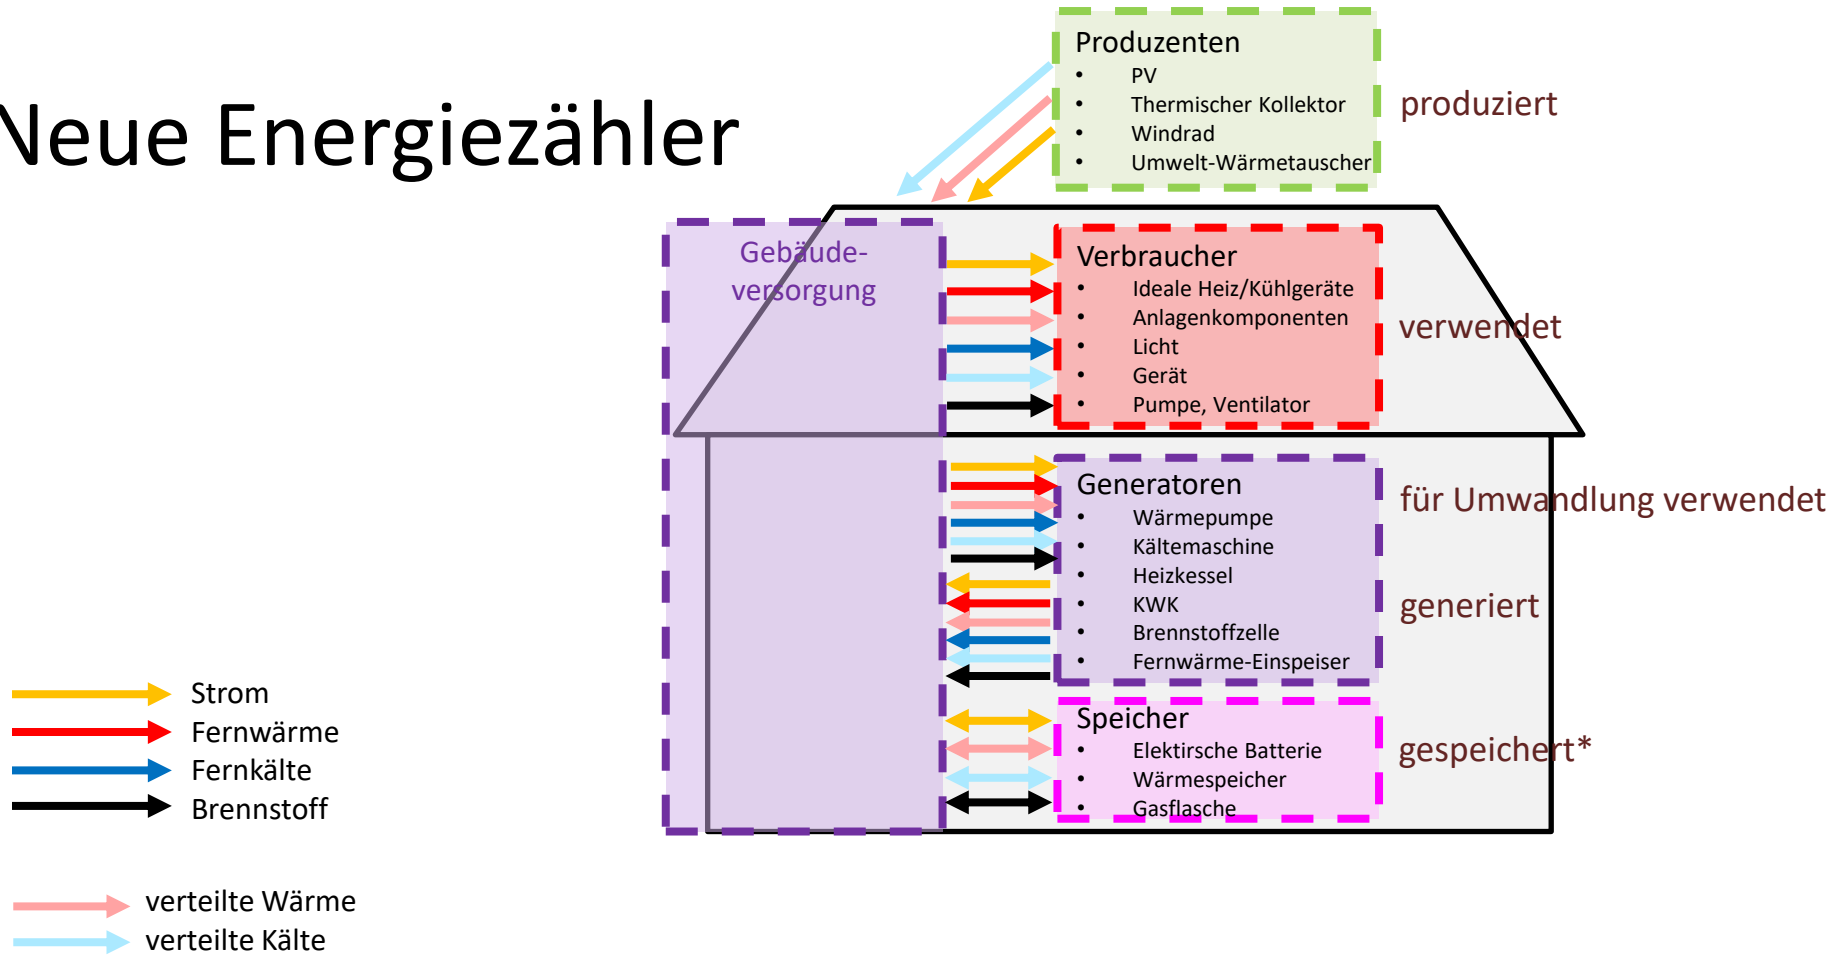 Neue Energiezähler
Produzenten
• PV
• Thermischer Kollektor
• Windrad
• Umwelt-Wärmetauscher
produziert
Gebäude-
versorgung
Verbraucher
• Ideale Heiz/Kühlgeräte
• Anlagenkomponenten
• Licht
• Gerät
• Pumpe, Ventilator
verwendet
Generatoren
• Wärmepumpe
• Kältemaschine
• Heizkessel
• KWK
• Brennstoffzelle
• Fernwärme-Einspeiser
für Umwandlung verwendet
generiert
Speicher
• Elektirsche Batterie
• Wärmespeicher
• Gasflasche
gespeichert*
Strom
Fernwärme
Fernkälte
Brennstoff
verteilte Wärme
verteilte Kälte